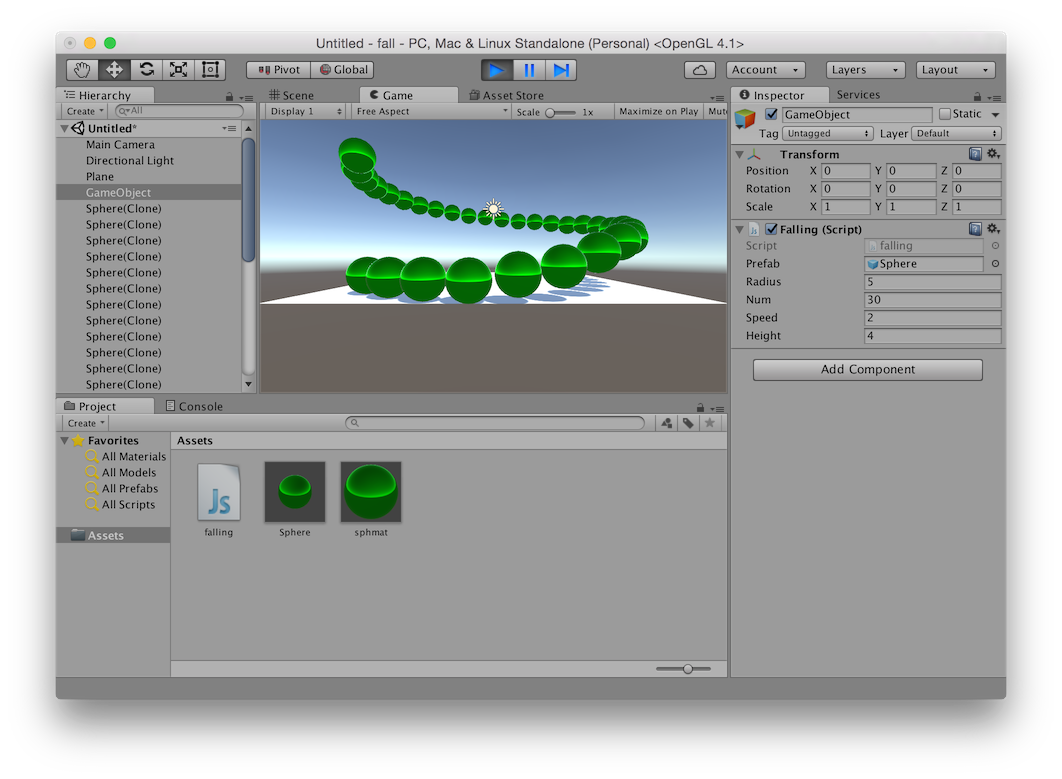 Untitled - fall - PC, Mac & Linux Standalone (Personal) <OpenGL 4.1>
Pivot Global Account Layers Layout
Hierarchy
Create All
Untitled*
Main Camera
Directional Light
Plane
GameObject
Sphere(Clone)
Sphere(Clone)
Sphere(Clone)
Sphere(Clone)
Sphere(Clone)
Sphere(Clone)
Sphere(Clone)
Sphere(Clone)
Sphere(Clone)
Sphere(Clone)
Sphere(Clone)
Sphere(Clone)
Scene Game Asset Store
Display 1 Free Aspect Scale 1x Maximize on Play Mut
Inspector Services
GameObject Static
Tag Untagged Layer Default
Transform
Position X 0 Y 0 Z 0
Rotation X 0 Y 0 Z 0
Scale X 1 Y 1 Z 1
Falling (Script)
Script falling
Prefab Sphere
Radius 5
Num 30
Speed 2
Height 4
Add Component
Project Console
Create
Favorites
All Materials
All Models
All Prefabs
All Scripts
Assets
Assets
Js
falling Sphere sphmat